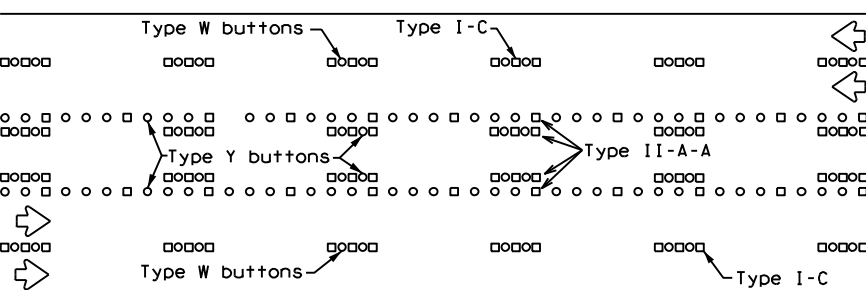 Type W buttons
Type I-C
Type Y buttons
Type II-A-A
Type W buttons
Type I-C